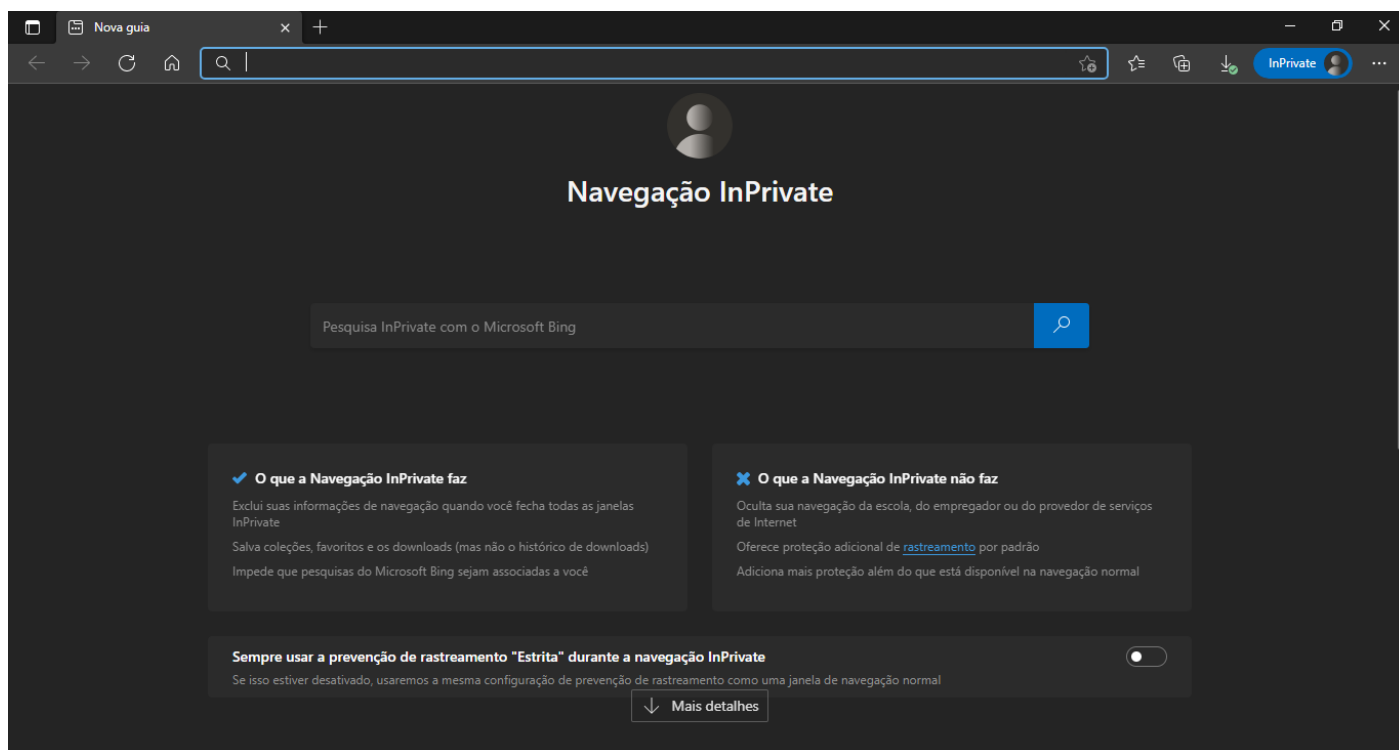 Nova guia
InPrivate
Navegação InPrivate
Pesquisa InPrivate com o Microsoft Bing
O que a Navegação InPrivate faz
Exclui suas informações de navegação quando você fecha todas as janelas
InPrivate
Salva coleções, favoritos e os downloads (mas não o histórico de downloads)
Impede que pesquisas do Microsoft Bing sejam associadas a você
O que a Navegação InPrivate não faz
Oculta sua navegação da escola, do empregador ou do provedor de serviços
de Internet
Oferece proteção adicional de rastreamento por padrão
Adiciona mais proteção além do que está disponível na navegação normal
Sempre usar a prevenção de rastreamento "Estrita" durante a navegação InPrivate
Se isso estiver desativado, usaremos a mesma configuração de prevenção de rastreamento como uma janela de navegação normal
Mais detalhes